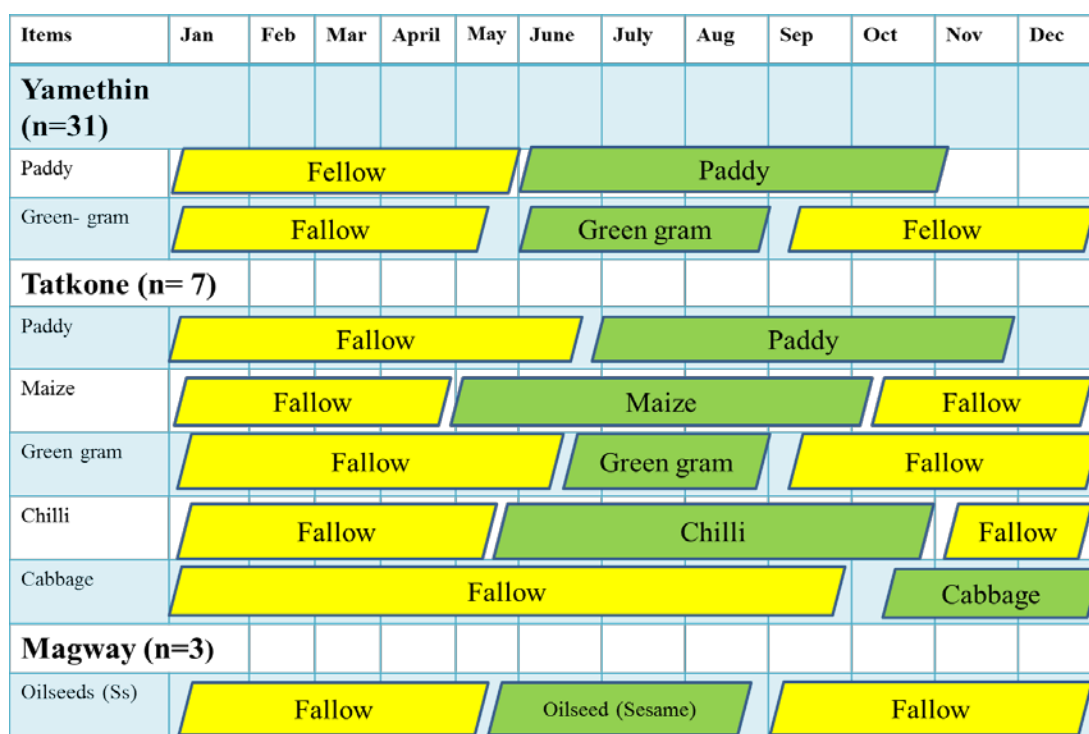 Items Jan Feb Mar April May June July Aug Sep Oct Nov Dec
Yamethin
(n=31)
Paddy Fellow Paddy
Green- gram Fallow Green gram Fellow
Tatkone (n= 7)
Paddy Fallow Paddy
Maize Fallow Maize Fallow
Green gram Fallow Green gram Fallow
Chilli Fallow Chilli Fallow
Cabbage Fallow Cabbage
Magway (n=3)
Oilseeds (Ss) Fallow Oilseed (Sesame) Fallow